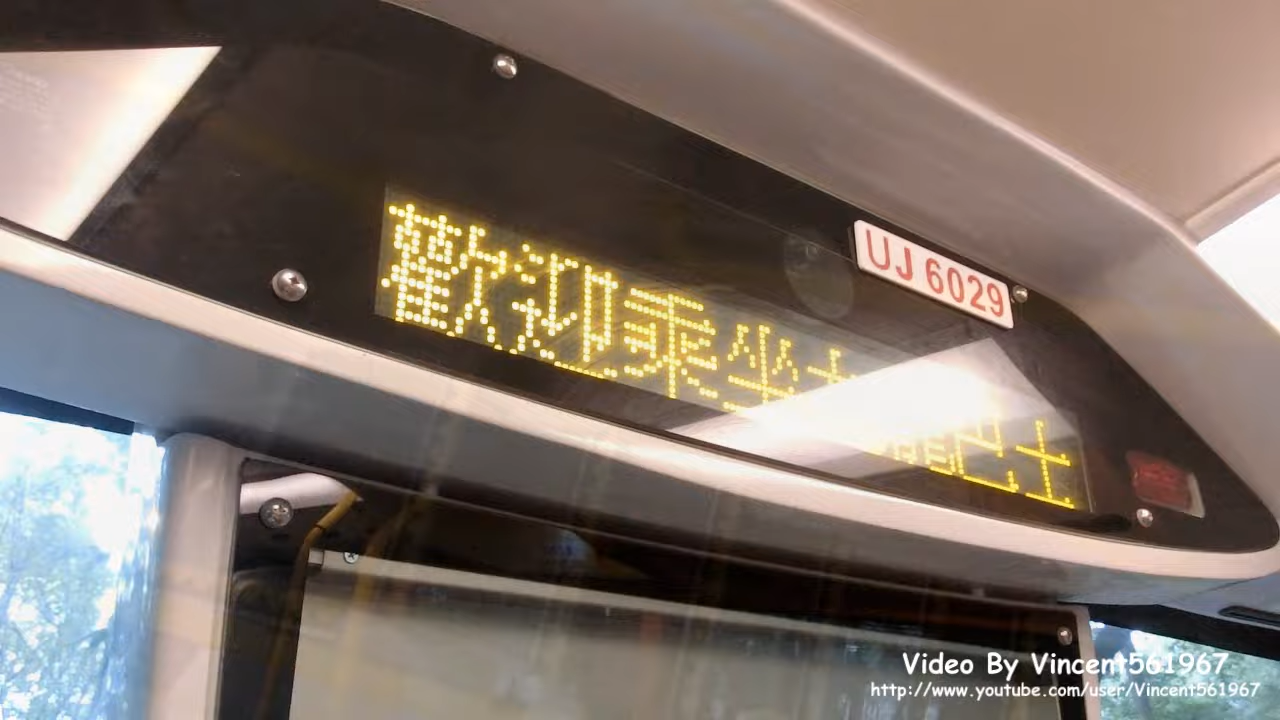 歡迎乘坐
巴士
UJ 6029
Video By Vincent561967
http://www.youtube.com/user/Vincent561967